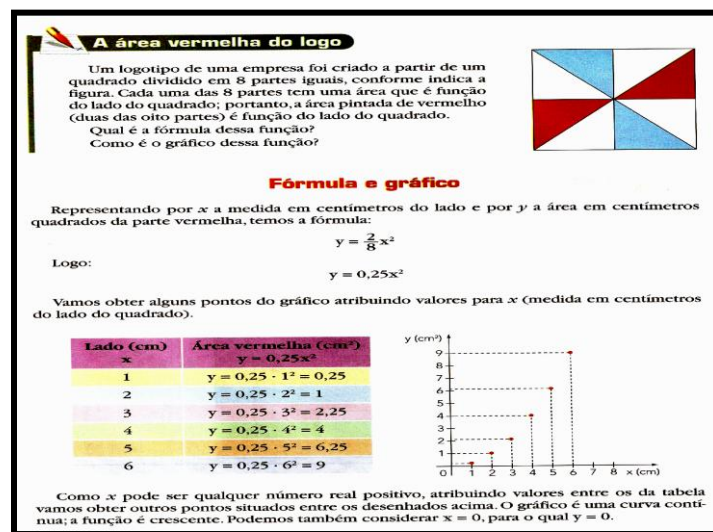 A área vermelha do logo
Um logotipo de uma empresa foi criado a partir de um
quadrado dividido em 8 partes iguais, conforme indica a
figura. Cada uma das 8 partes tem uma área que é função
do lado do quadrado; portanto, a área pintada de vermelho
(duas das oito partes) é função do lado do quadrado.
Qual é a fórmula dessa função?
Como é o gráfico dessa função?
Fórmula e gráfico
Representando por x a medida em centímetros do lado e por y a área em centímetros
quadrados da parte vermelha, temos a fórmula:
y = 2/8 x²
Logo:
y = 0,25x²
Vamos obter alguns pontos do gráfico atribuindo valores para x (medida em centímetros
do lado do quadrado).
Lado (cm) Área vermelha (cm²)
x y = 0,25x²
1 y = 0,25 · 1² = 0,25
2 y = 0,25 · 2² = 1
3 y = 0,25 · 3² = 2,25
4 y = 0,25 · 4² = 4
5 y = 0,25 · 5² = 6,25
6 y = 0,25 · 6² = 9
y (cm²)
9
8
7
6
5
4
3
2
1
0 1 2 3 4 5 6 7 8 x (cm)
Como x pode ser qualquer número real positivo, atribuindo valores entre os da tabela
vamos obter outros pontos situados entre os desenhados acima. O gráfico é uma curva contí-
nua; a função é crescente. Podemos também considerar x = 0, para o qual y = 0.